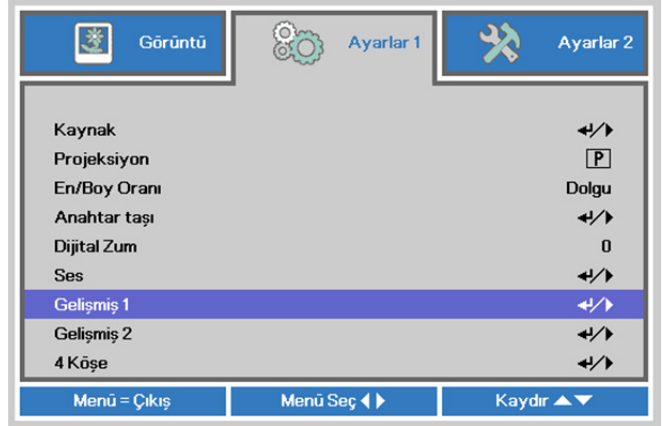 Görüntü Ayarlar 1 Ayarlar 2
Kaynak
Projeksiyon P
En/Boy Oranı Dolgu
Anahtar taşı
Dijital Zum 0
Ses
Gelişmiş 1
Gelişmiş 2
4 Köşe
Menü = Çıkış Menü Seç Kaydır